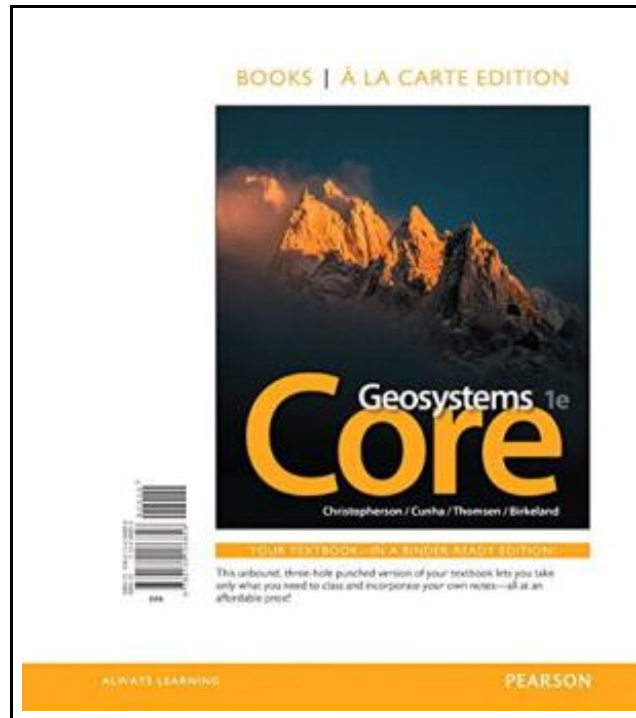 BOOKS | À LA CARTE EDITION
Geosystems 1e
Core
Christopherson / Cunha / Thomsen / Birkeland
YOUR TEXTBOOK—IN A BINDER-READY EDITION!
This unbound, three-hole punched version of your textbook lets you take
only what you need to class and incorporate your own notes—all at an
affordable price!
ALWAYS LEARNING
PEARSON